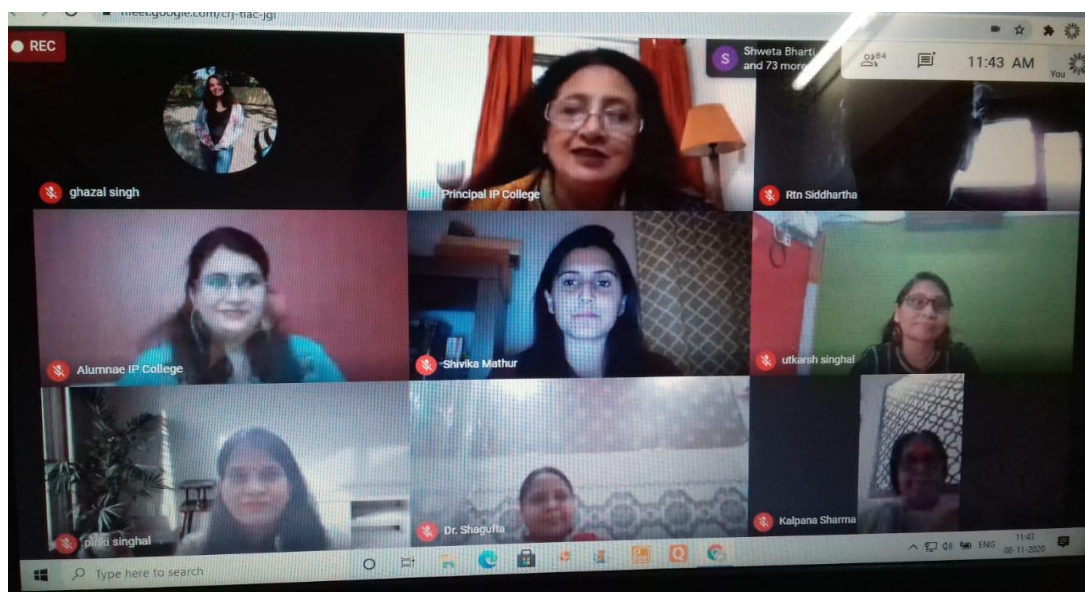 meet.google.com/crj-tiac-jgi
REC
Shweta Bharti
and 73 more
84
11:43 AM
You
ghazal singh
Principal IP College
Rtn Siddhartha
Alumnae IP College
Shivika Mathur
utkarsh singhal
pinki singhal
Dr. Shagufta
Kalpana Sharma
Type here to search
ENG
11:43
08-11-2020